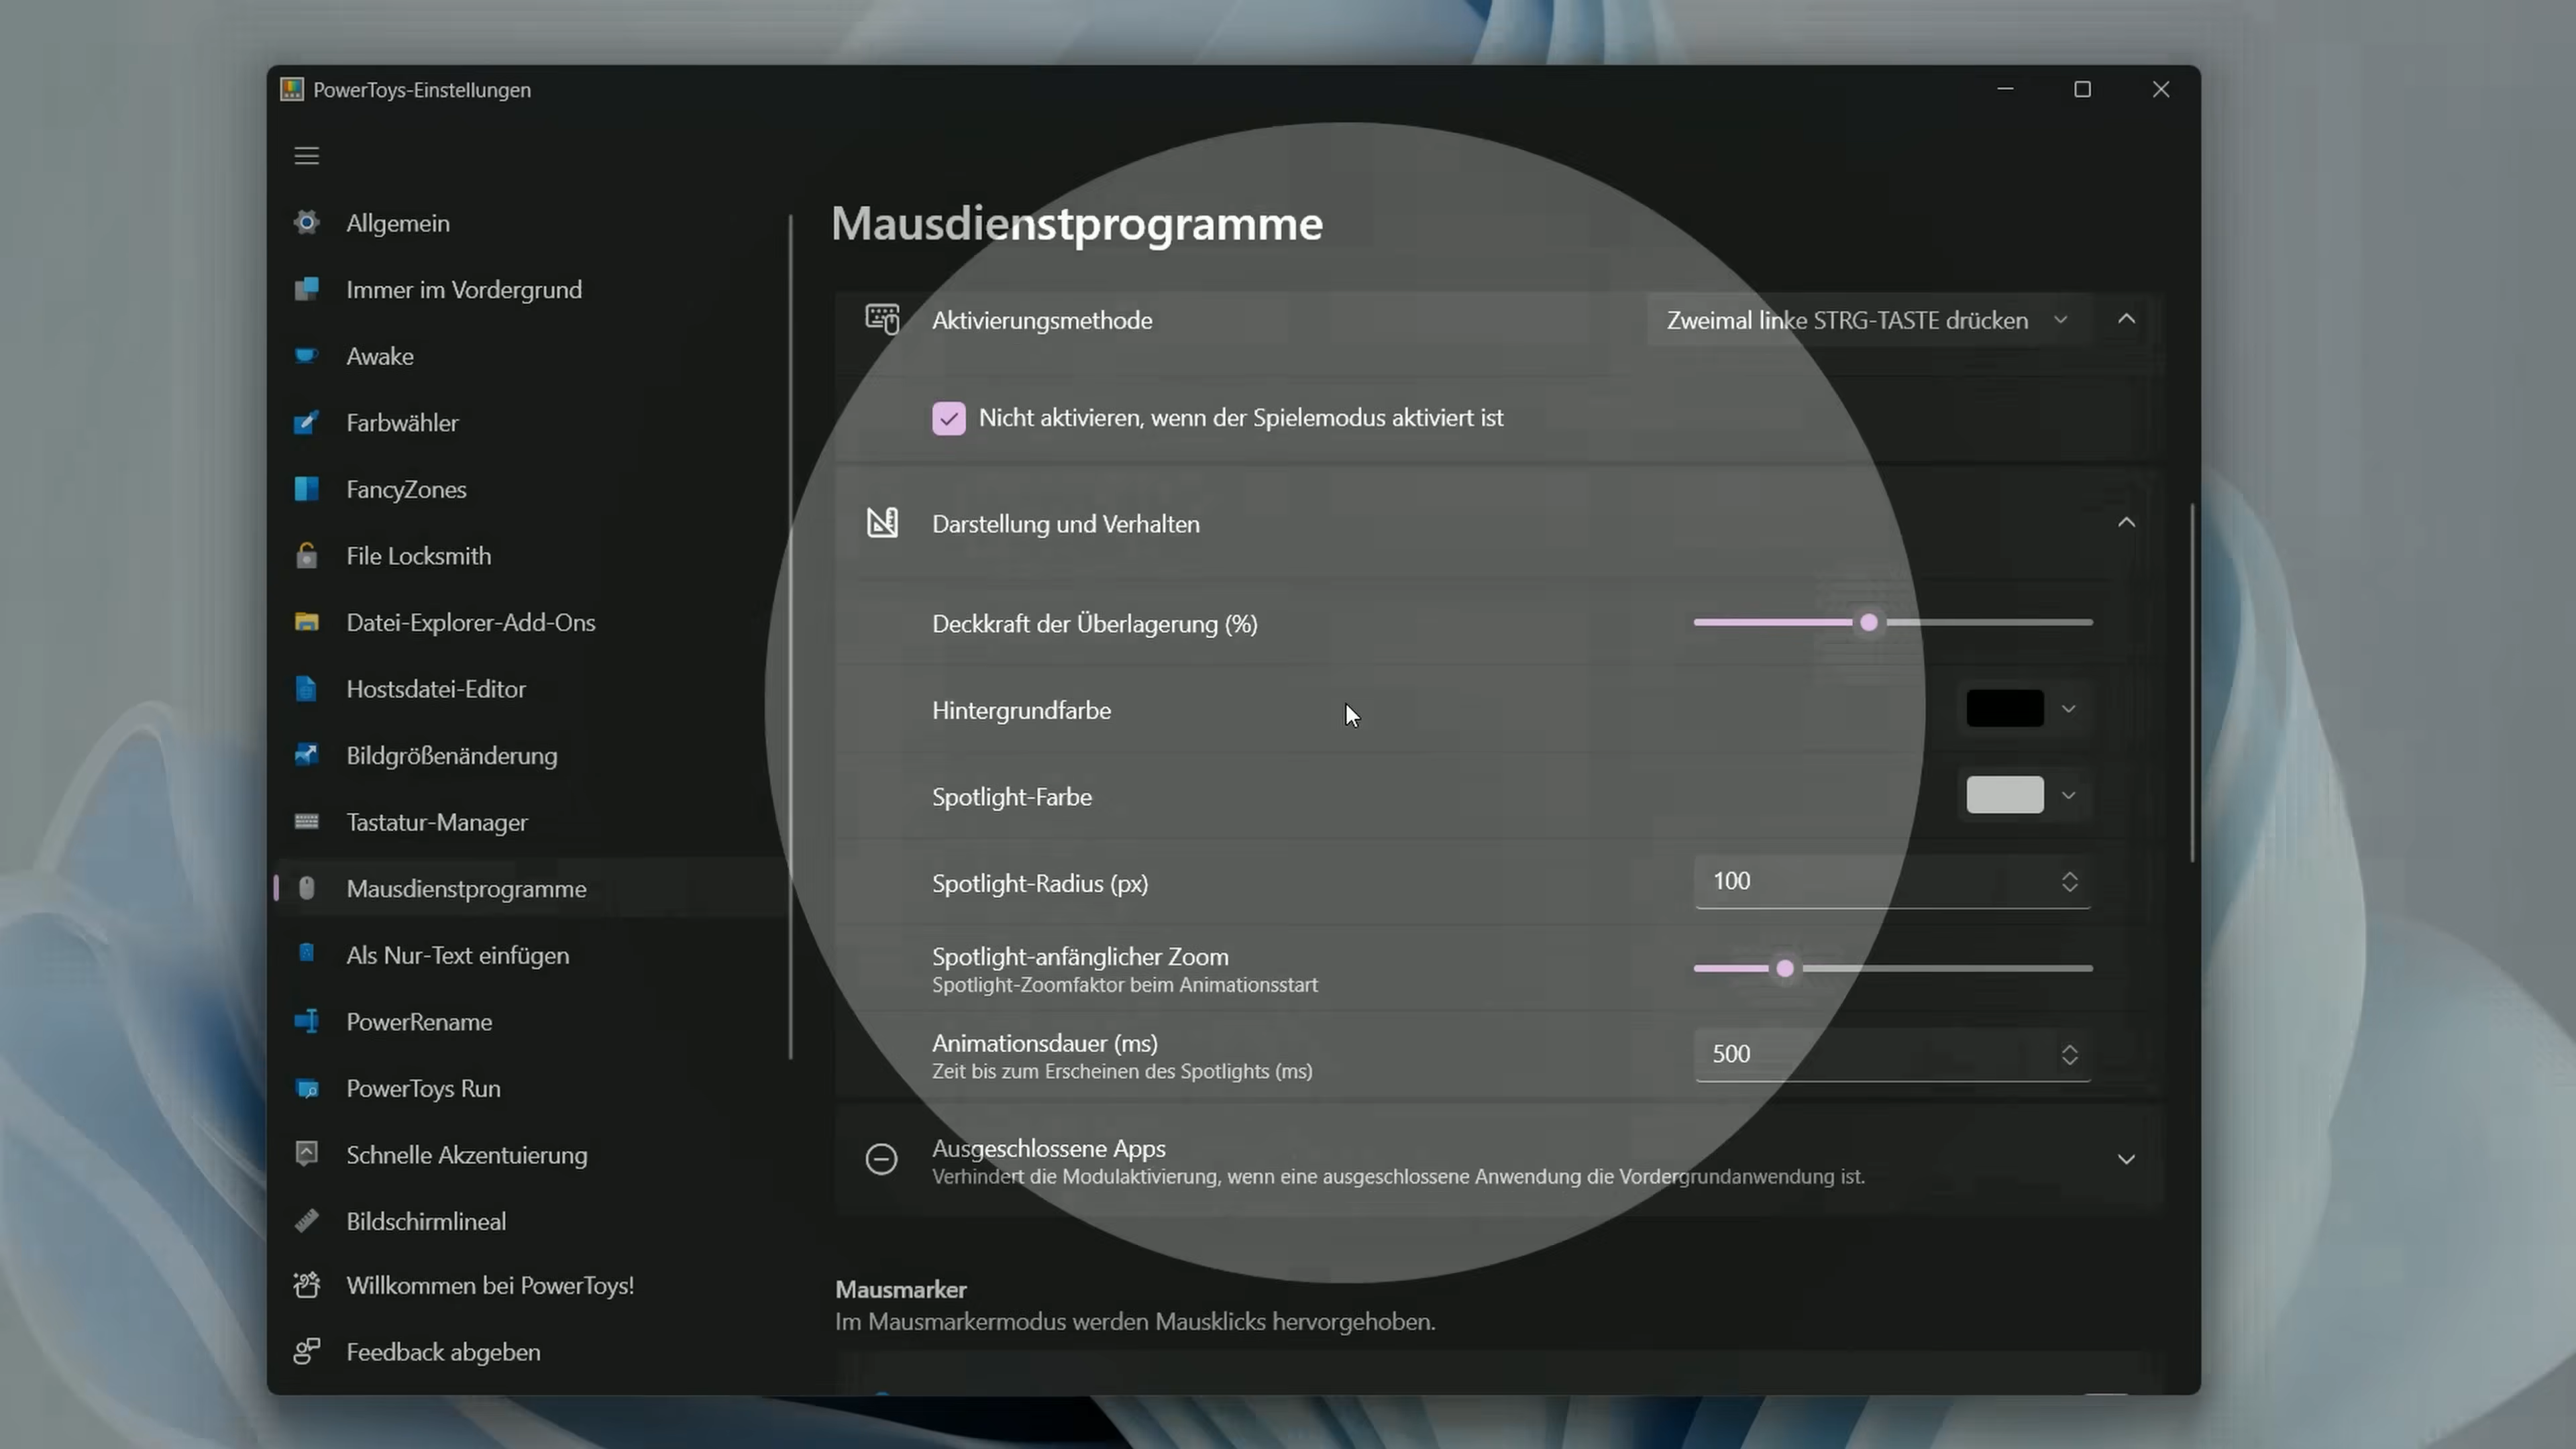 PowerToys-Einstellungen
Allgemein
Immer im Vordergrund
Awake
Farbwähler
FancyZones
File Locksmith
Datei-Explorer-Add-Ons
Hostsdatei-Editor
Bildgrößenänderung
Tastatur-Manager
Mausdienstprogramme
Als Nur-Text einfügen
PowerRename
PowerToys Run
Schnelle Akzentuierung
Bildschirmlineal
Willkommen bei PowerToys!
Feedback abgeben
Mausdienstprogramme
Aktivierungsmethode
Zweimal linke STRG-TASTE drücken
Nicht aktivieren, wenn der Spielemodus aktiviert ist
Darstellung und Verhalten
Deckkraft der Überlagerung (%)
Hintergrundfarbe
Spotlight-Farbe
Spotlight-Radius (px)
100
Spotlight-anfänglicher Zoom
Spotlight-Zoomfaktor beim Animationsstart
Animationsdauer (ms)
Zeit bis zum Erscheinen des Spotlights (ms)
500
Ausgeschlossene Apps
Verhindert die Modulaktivierung, wenn eine ausgeschlossene Anwendung die Vordergrundanwendung ist.
Mausmarker
Im Mausmarkermodus werden Mausklicks hervorgehoben.